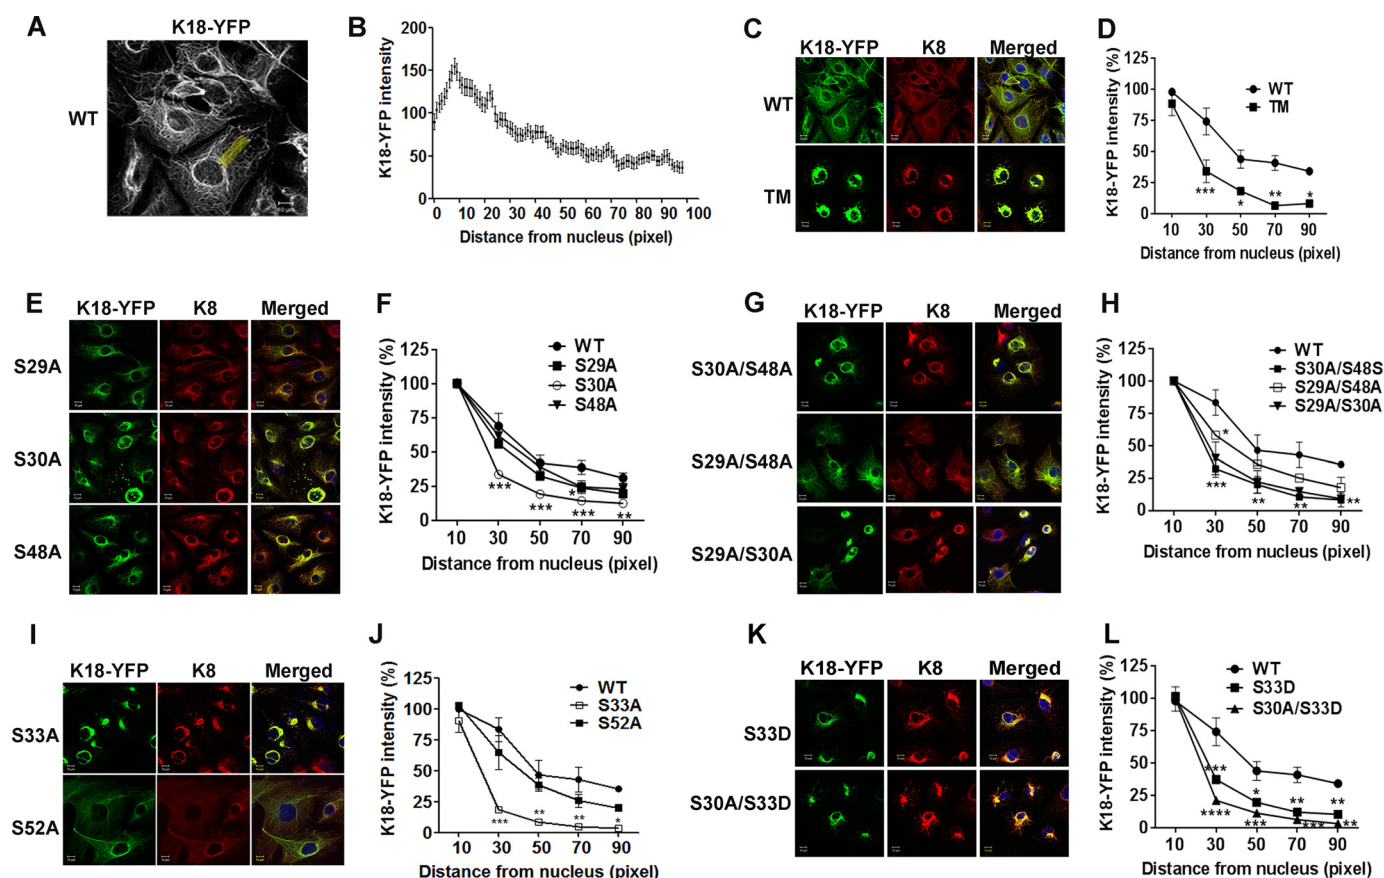 A
K18-YFP
WT
10 μm
B
K18-YFP intensity
200
150
100
50
0
0 10 20 30 40 50 60 70 80 90 100
Distance from nucleus (pixel)
C
K18-YFP K8 Merged
WT
TM
D
K18-YFP intensity (%)
125
100
75
50
25
0
WT
TM
***
*
**
*
10 30 50 70 90
Distance from nucleus (pixel)
E
K18-YFP K8 Merged
S29A
S30A
S48A
F
K18-YFP intensity (%)
125
100
75
50
25
0
WT
S29A
S30A
S48A
***
***
*
***
**
10 30 50 70 90
Distance from nucleus (pixel)
G
K18-YFP K8 Merged
S30A/S48A
S29A/S48A
S29A/S30A
H
K18-YFP intensity (%)
125
100
75
50
25
0
WT
S30A/S48S
S29A/S48A
S29A/S30A
*
***
**
**
**
10 30 50 70 90
Distance from nucleus (pixel)
I
K18-YFP K8 Merged
S33A
S52A
J
K18-YFP intensity (%)
125
100
75
50
25
0
WT
S33A
S52A
***
**
**
*
10 30 50 70 90
Distance from nucleus (pixel)
K
K18-YFP K8 Merged
S33D
S30A/S33D
L
K18-YFP intensity (%)
125
100
75
50
25
0
WT
S33D
S30A/S33D
***
*
**
**
****
***
***
**
10 30 50 70 90
Distance from nucleus (pixel)